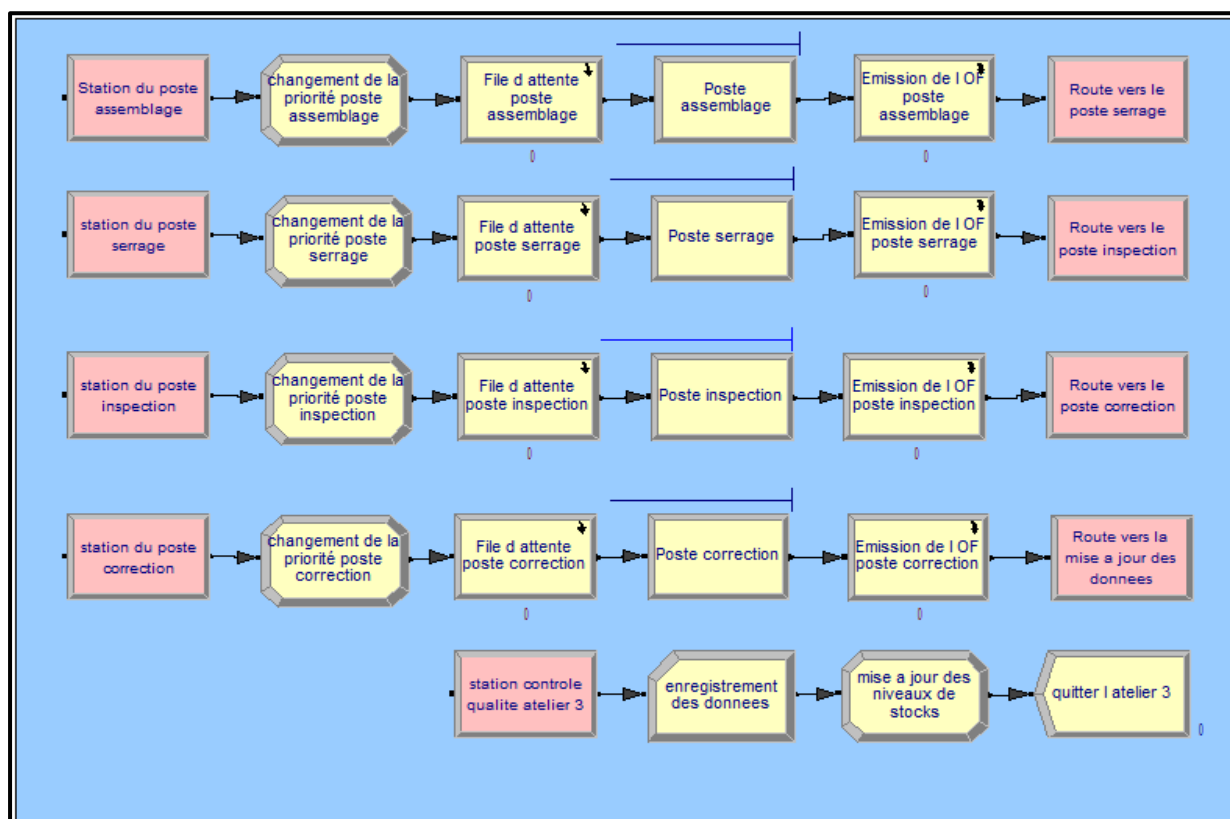 Station du poste
assemblage
changement de la
priorité poste
assemblage
File d attente
poste
assemblage
0
Poste
assemblage
Emission de l OF
poste
assemblage
0
Route vers le
poste serrage
station du poste
serrage
changement de la
priorité poste
serrage
File d attente
poste serrage
0
Poste serrage
Emission de l OF
poste serrage
0
Route vers le
poste inspection
station du poste
inspection
changement de la
priorité poste
inspection
File d attente
poste inspection
0
Poste inspection
Emission de l OF
poste inspection
0
Route vers le
poste correction
station du poste
correction
changement de la
priorité poste
correction
File d attente
poste correction
0
Poste correction
Emission de l OF
poste correction
0
Route vers la
mise a jour des
donnees
station controle
qualite atelier 3
enregistrement
des donnees
mise a jour des
niveaux de
stocks
quitter l atelier 3
0